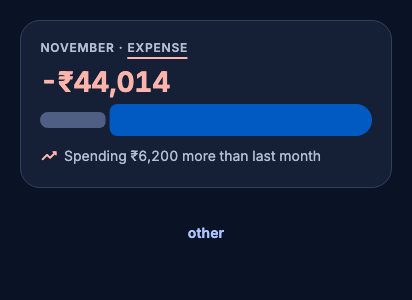 NOVEMBER · EXPENSE
-₹44,014
Spending ₹6,200 more than last month
other